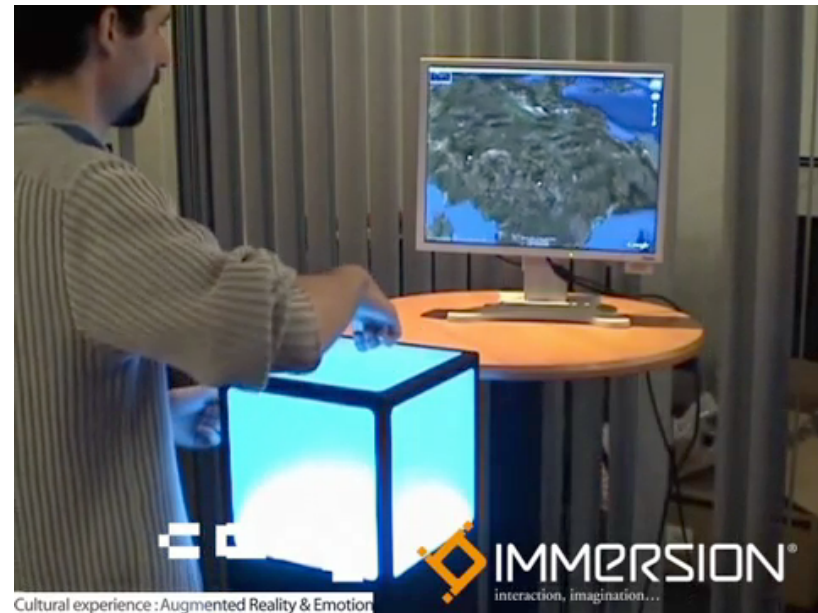 IMMERSION®
interaction, imagination…
Cultural experience : Augmented Reality & Emotion